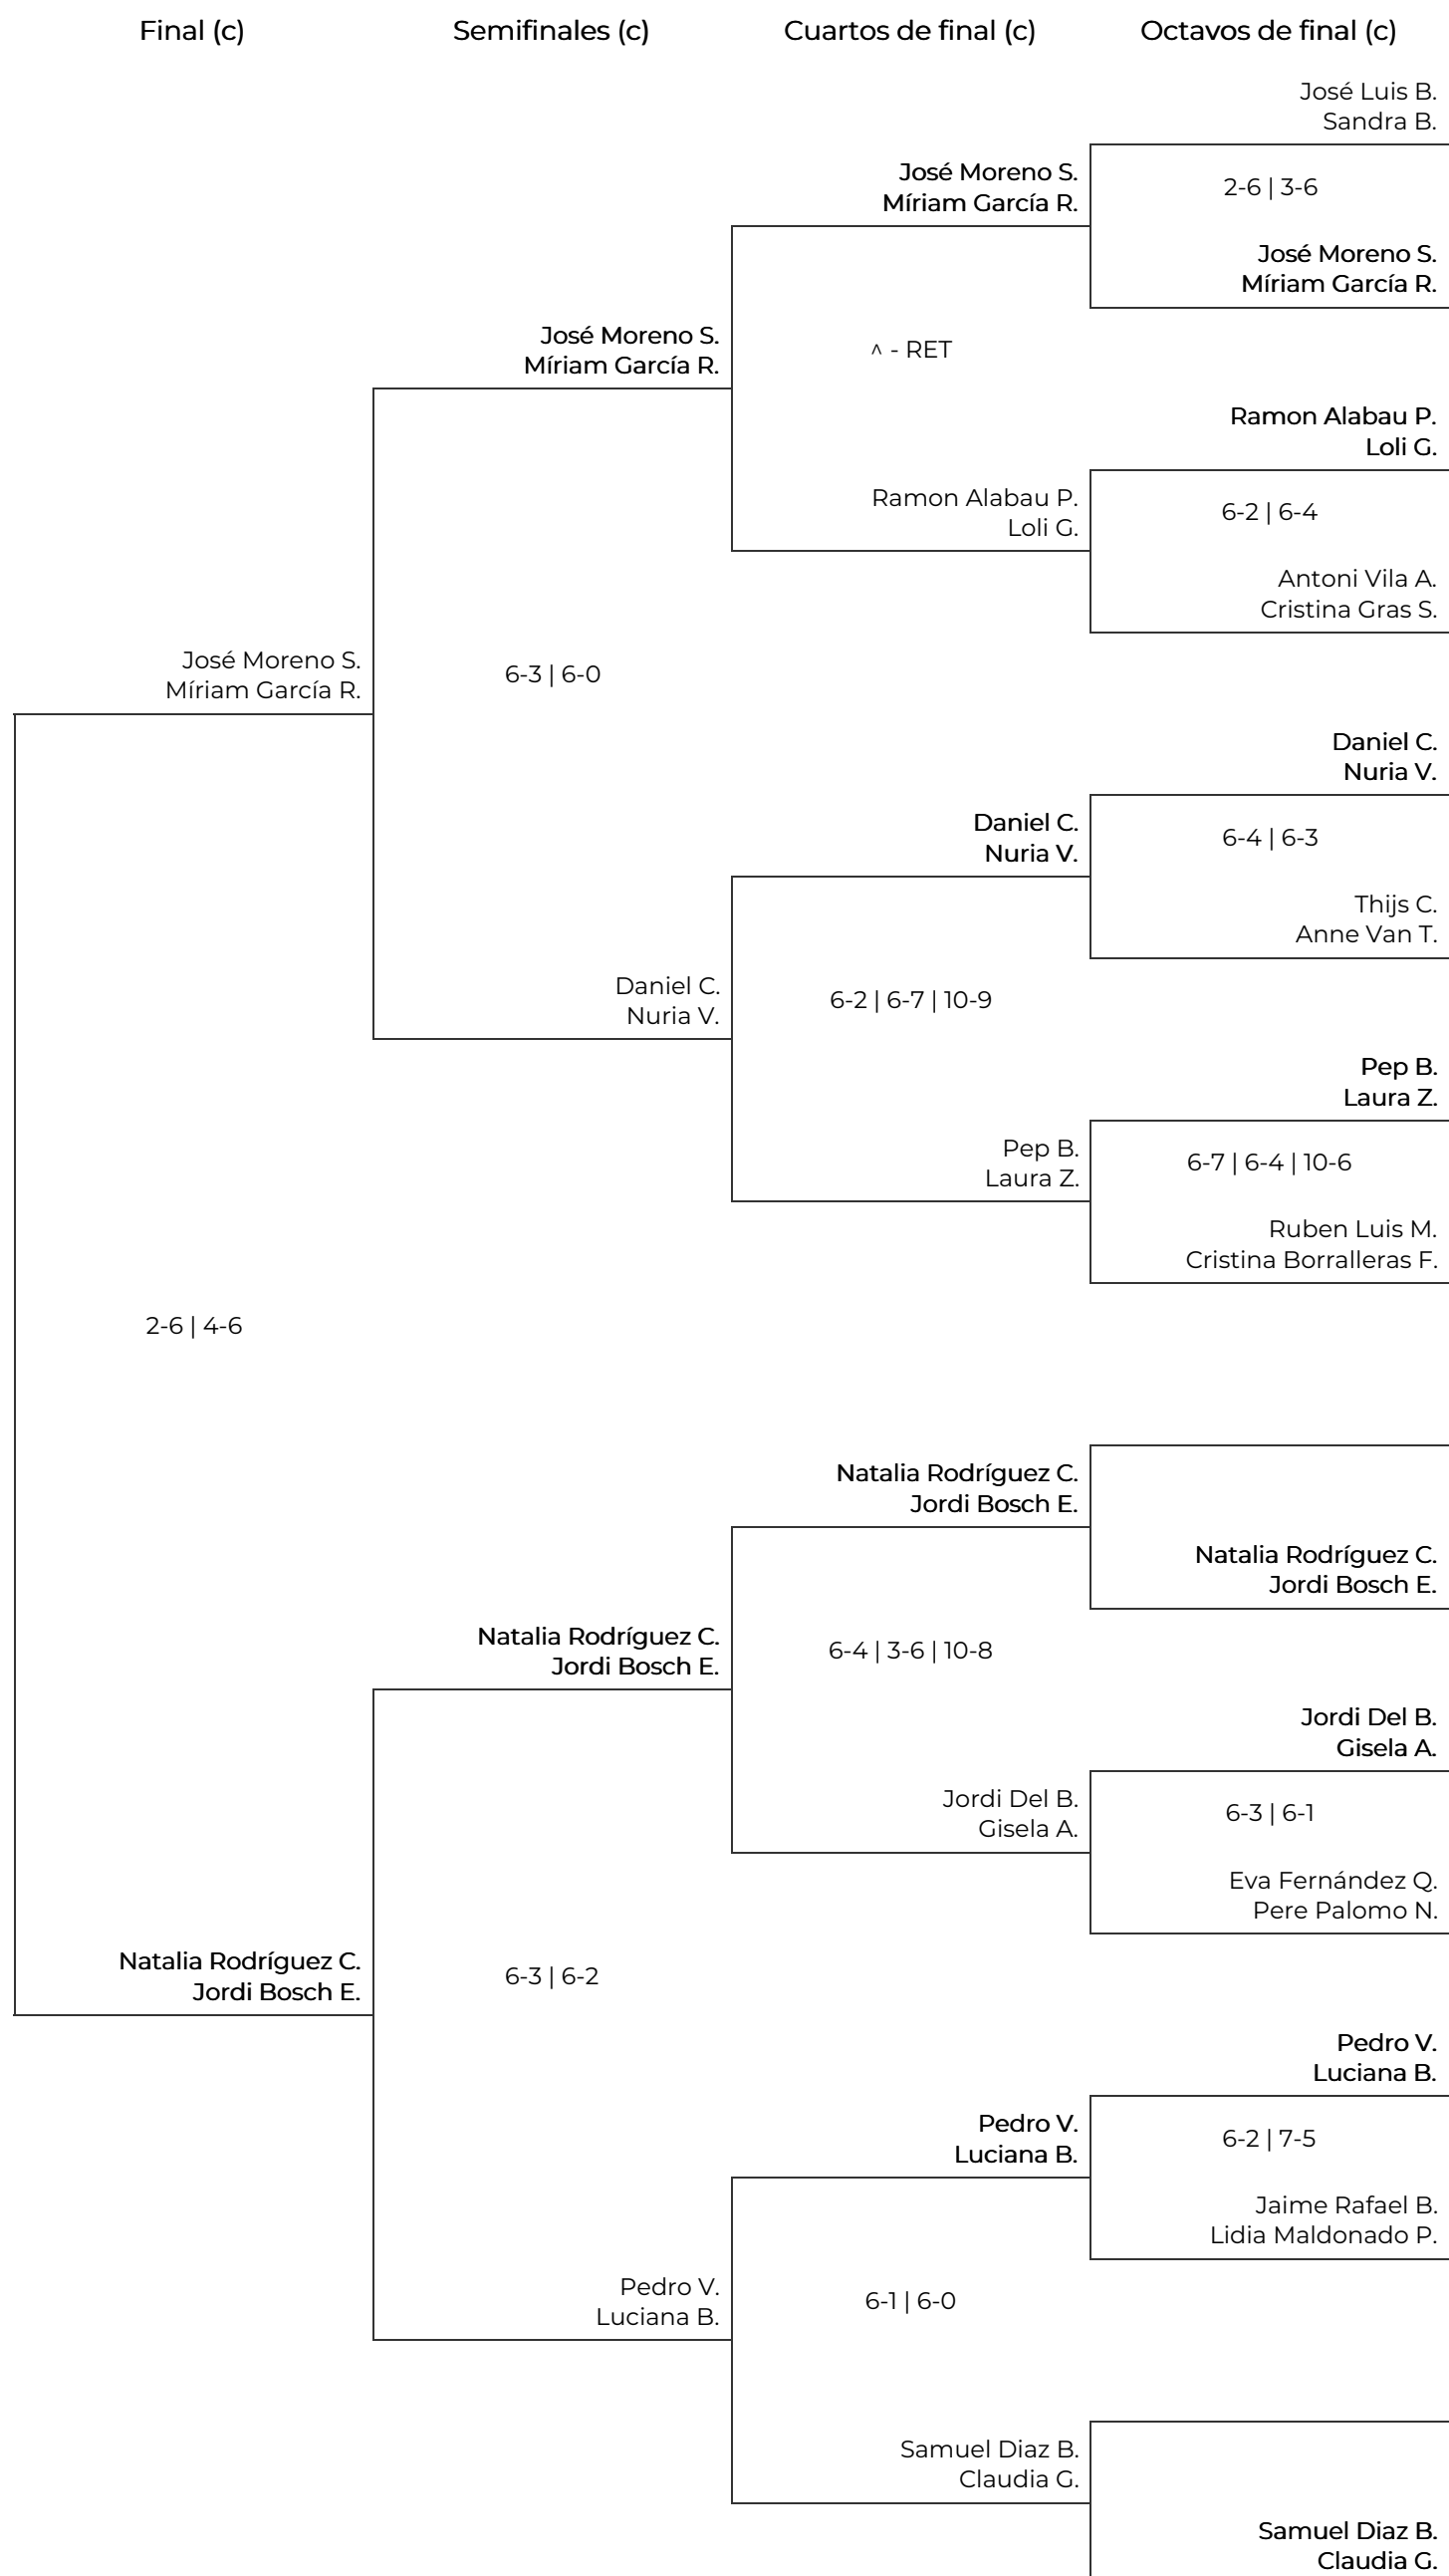 Final (c)
Semifinales (c)
Cuartos de final (c)
Octavos de final (c)
José Luis B.
Sandra B.
José Moreno S.
Míriam García R.
2-6 | 3-6
José Moreno S.
Míriam García R.
José Moreno S.
Míriam García R.
^ - RET
Ramon Alabau P.
Loli G.
Ramon Alabau P.
Loli G.
6-2 | 6-4
Antoni Vila A.
Cristina Gras S.
José Moreno S.
Míriam García R.
6-3 | 6-0
Daniel C.
Nuria V.
Daniel C.
Nuria V.
6-4 | 6-3
Thijs C.
Anne Van T.
Daniel C.
Nuria V.
6-2 | 6-7 | 10-9
Pep B.
Laura Z.
Pep B.
Laura Z.
6-7 | 6-4 | 10-6
Ruben Luis M.
Cristina Borralleras F.
2-6 | 4-6
Natalia Rodríguez C.
Jordi Bosch E.
Natalia Rodríguez C.
Jordi Bosch E.
Natalia Rodríguez C.
Jordi Bosch E.
6-4 | 3-6 | 10-8
Jordi Del B.
Gisela A.
Jordi Del B.
Gisela A.
6-3 | 6-1
Eva Fernández Q.
Pere Palomo N.
Natalia Rodríguez C.
Jordi Bosch E.
6-3 | 6-2
Pedro V.
Luciana B.
Pedro V.
Luciana B.
6-2 | 7-5
Jaime Rafael B.
Lidia Maldonado P.
Pedro V.
Luciana B.
6-1 | 6-0
Samuel Diaz B.
Claudia G.
Samuel Diaz B.
Claudia G.